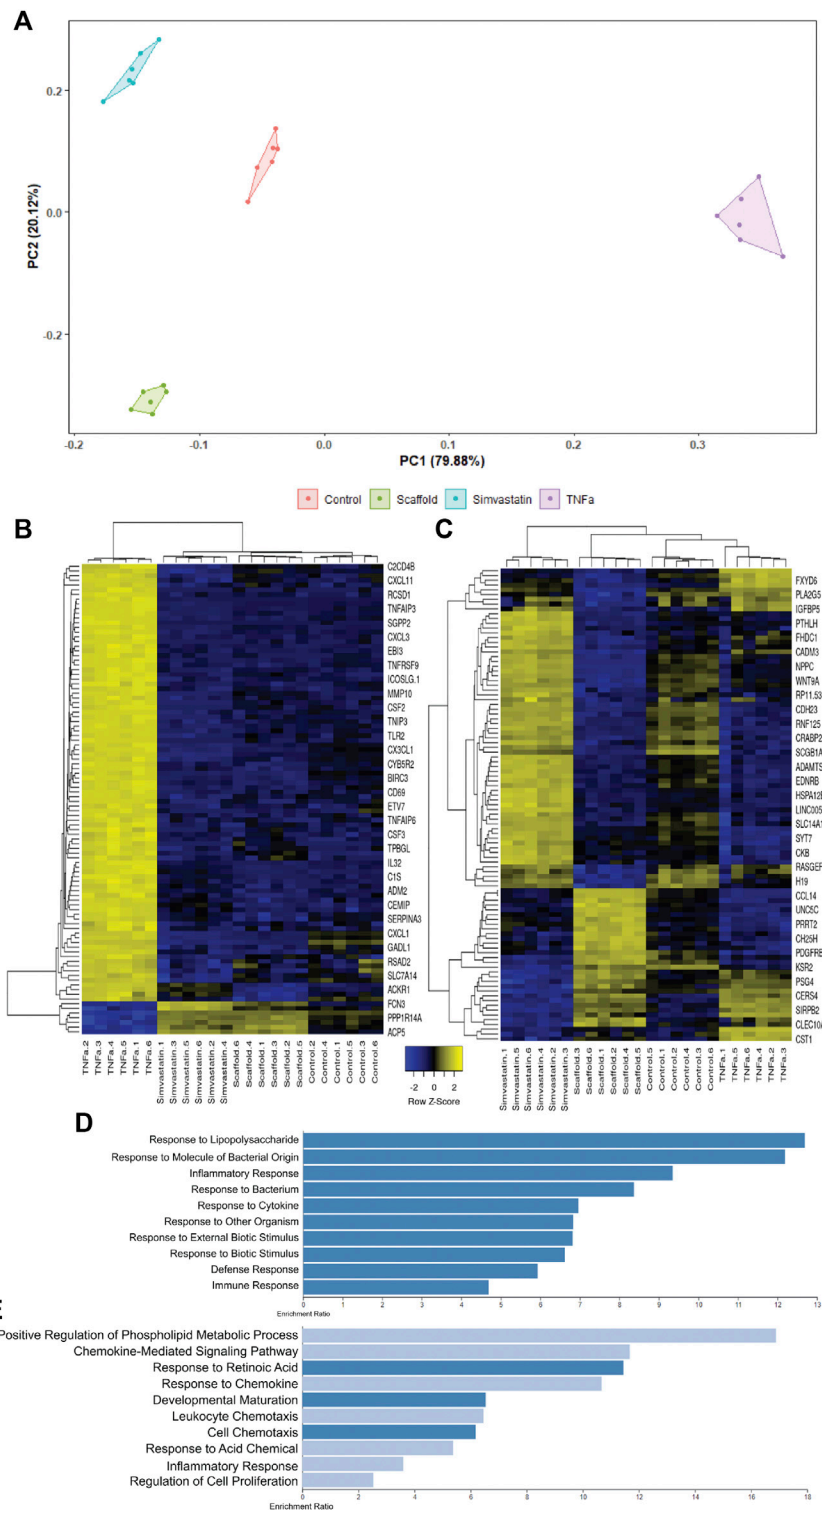 A
0.2
0.0
-0.2
PC2 (20.12%)
-0.2
-0.1
0.0
0.1
0.2
0.3
PC1 (79.88%)
Control
Scaffold
Simvastatin
TNFa
B
C2CD4B
CXCL11
RCSD1
TNFAIP3
SGPP2
CXCL3
EBI3
TNFRSF9
ICOSLG.1
MMP10
CSF2
TNIP3
TLR2
CX3CL1
CYB5R2
BIRC3
CD69
ETV7
TNFAIP6
CSF3
TPBGL
IL32
C1S
ADM2
CEMIP
SERPINA3
CXCL1
GADL1
RSAD2
SLC7A14
ACKR1
FCN3
PPP1R14A
ACP5
TNFa.2
TNFa.3
TNFa.4
TNFa.5
TNFa.1
TNFa.6
Simvastatin.1
Simvastatin.3
Simvastatin.5
Simvastatin.6
Simvastatin.2
Simvastatin.4
Scaffold.6
Scaffold.4
Scaffold.1
Scaffold.3
Scaffold.2
Scaffold.5
Control.2
Control.4
Control.1
Control.5
Control.3
Control.6
-2 0 2
Row Z-Score
C
FXYD6
PLA2G5
IGFBP5
PTHLH
FHDC1
CADM3
NPPC
WNT9A
RP11.53
CDH23
RNF125
CRABP2
SCGB1A
ADAMTS
EDNRB
HSPA12B
LINC005
SLC14A1
SYT7
CKB
RASGEF
H19
CCL14
UNC5C
PRRT2
CH25H
PDGFRB
KSR2
PSG4
CERS4
SIRPB2
CLEC10A
CST1
Simvastatin.1
Simvastatin.5
Simvastatin.6
Simvastatin.4
Simvastatin.2
Simvastatin.3
Scaffold.3
Scaffold.6
Scaffold.1
Scaffold.2
Scaffold.4
Scaffold.5
Control.5
Control.1
Control.2
Control.4
Control.3
Control.6
TNFa.1
TNFa.5
TNFa.6
TNFa.4
TNFa.2
TNFa.3
D
Response to Lipopolysaccharide
Response to Molecule of Bacterial Origin
Inflammatory Response
Response to Bacterium
Response to Cytokine
Response to Other Organism
Response to External Biotic Stimulus
Response to Biotic Stimulus
Defense Response
Immune Response
0 1 2 3 4 5 6 7 8 9 10 11 12 13
Enrichment Ratio
E
Positive Regulation of Phospholipid Metabolic Process
Chemokine-Mediated Signaling Pathway
Response to Retinoic Acid
Response to Chemokine
Developmental Maturation
Leukocyte Chemotaxis
Cell Chemotaxis
Response to Acid Chemical
Inflammatory Response
Regulation of Cell Proliferation
0 2 4 6 8 10 12 14 16 18
Enrichment Ratio